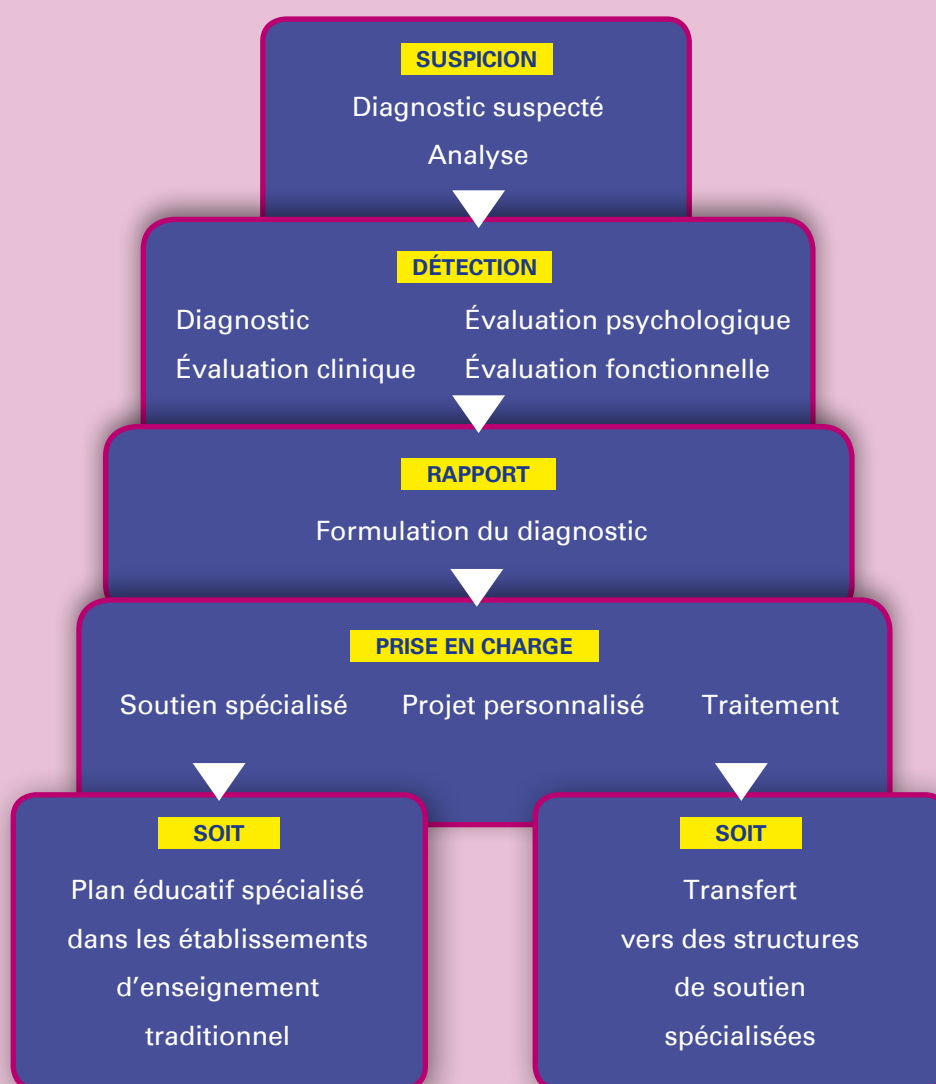 SUSPICION
Diagnostic suspecté
Analyse
DÉTECTION
Diagnostic
Évaluation psychologique
Évaluation clinique
Évaluation fonctionnelle
RAPPORT
Formulation du diagnostic
PRISE EN CHARGE
Soutien spécialisé
Projet personnalisé
Traitement
SOIT
Plan éducatif spécialisé
dans les établissements
d'enseignement
traditionnel
SOIT
Transfert
vers des structures
de soutien
spécialisées